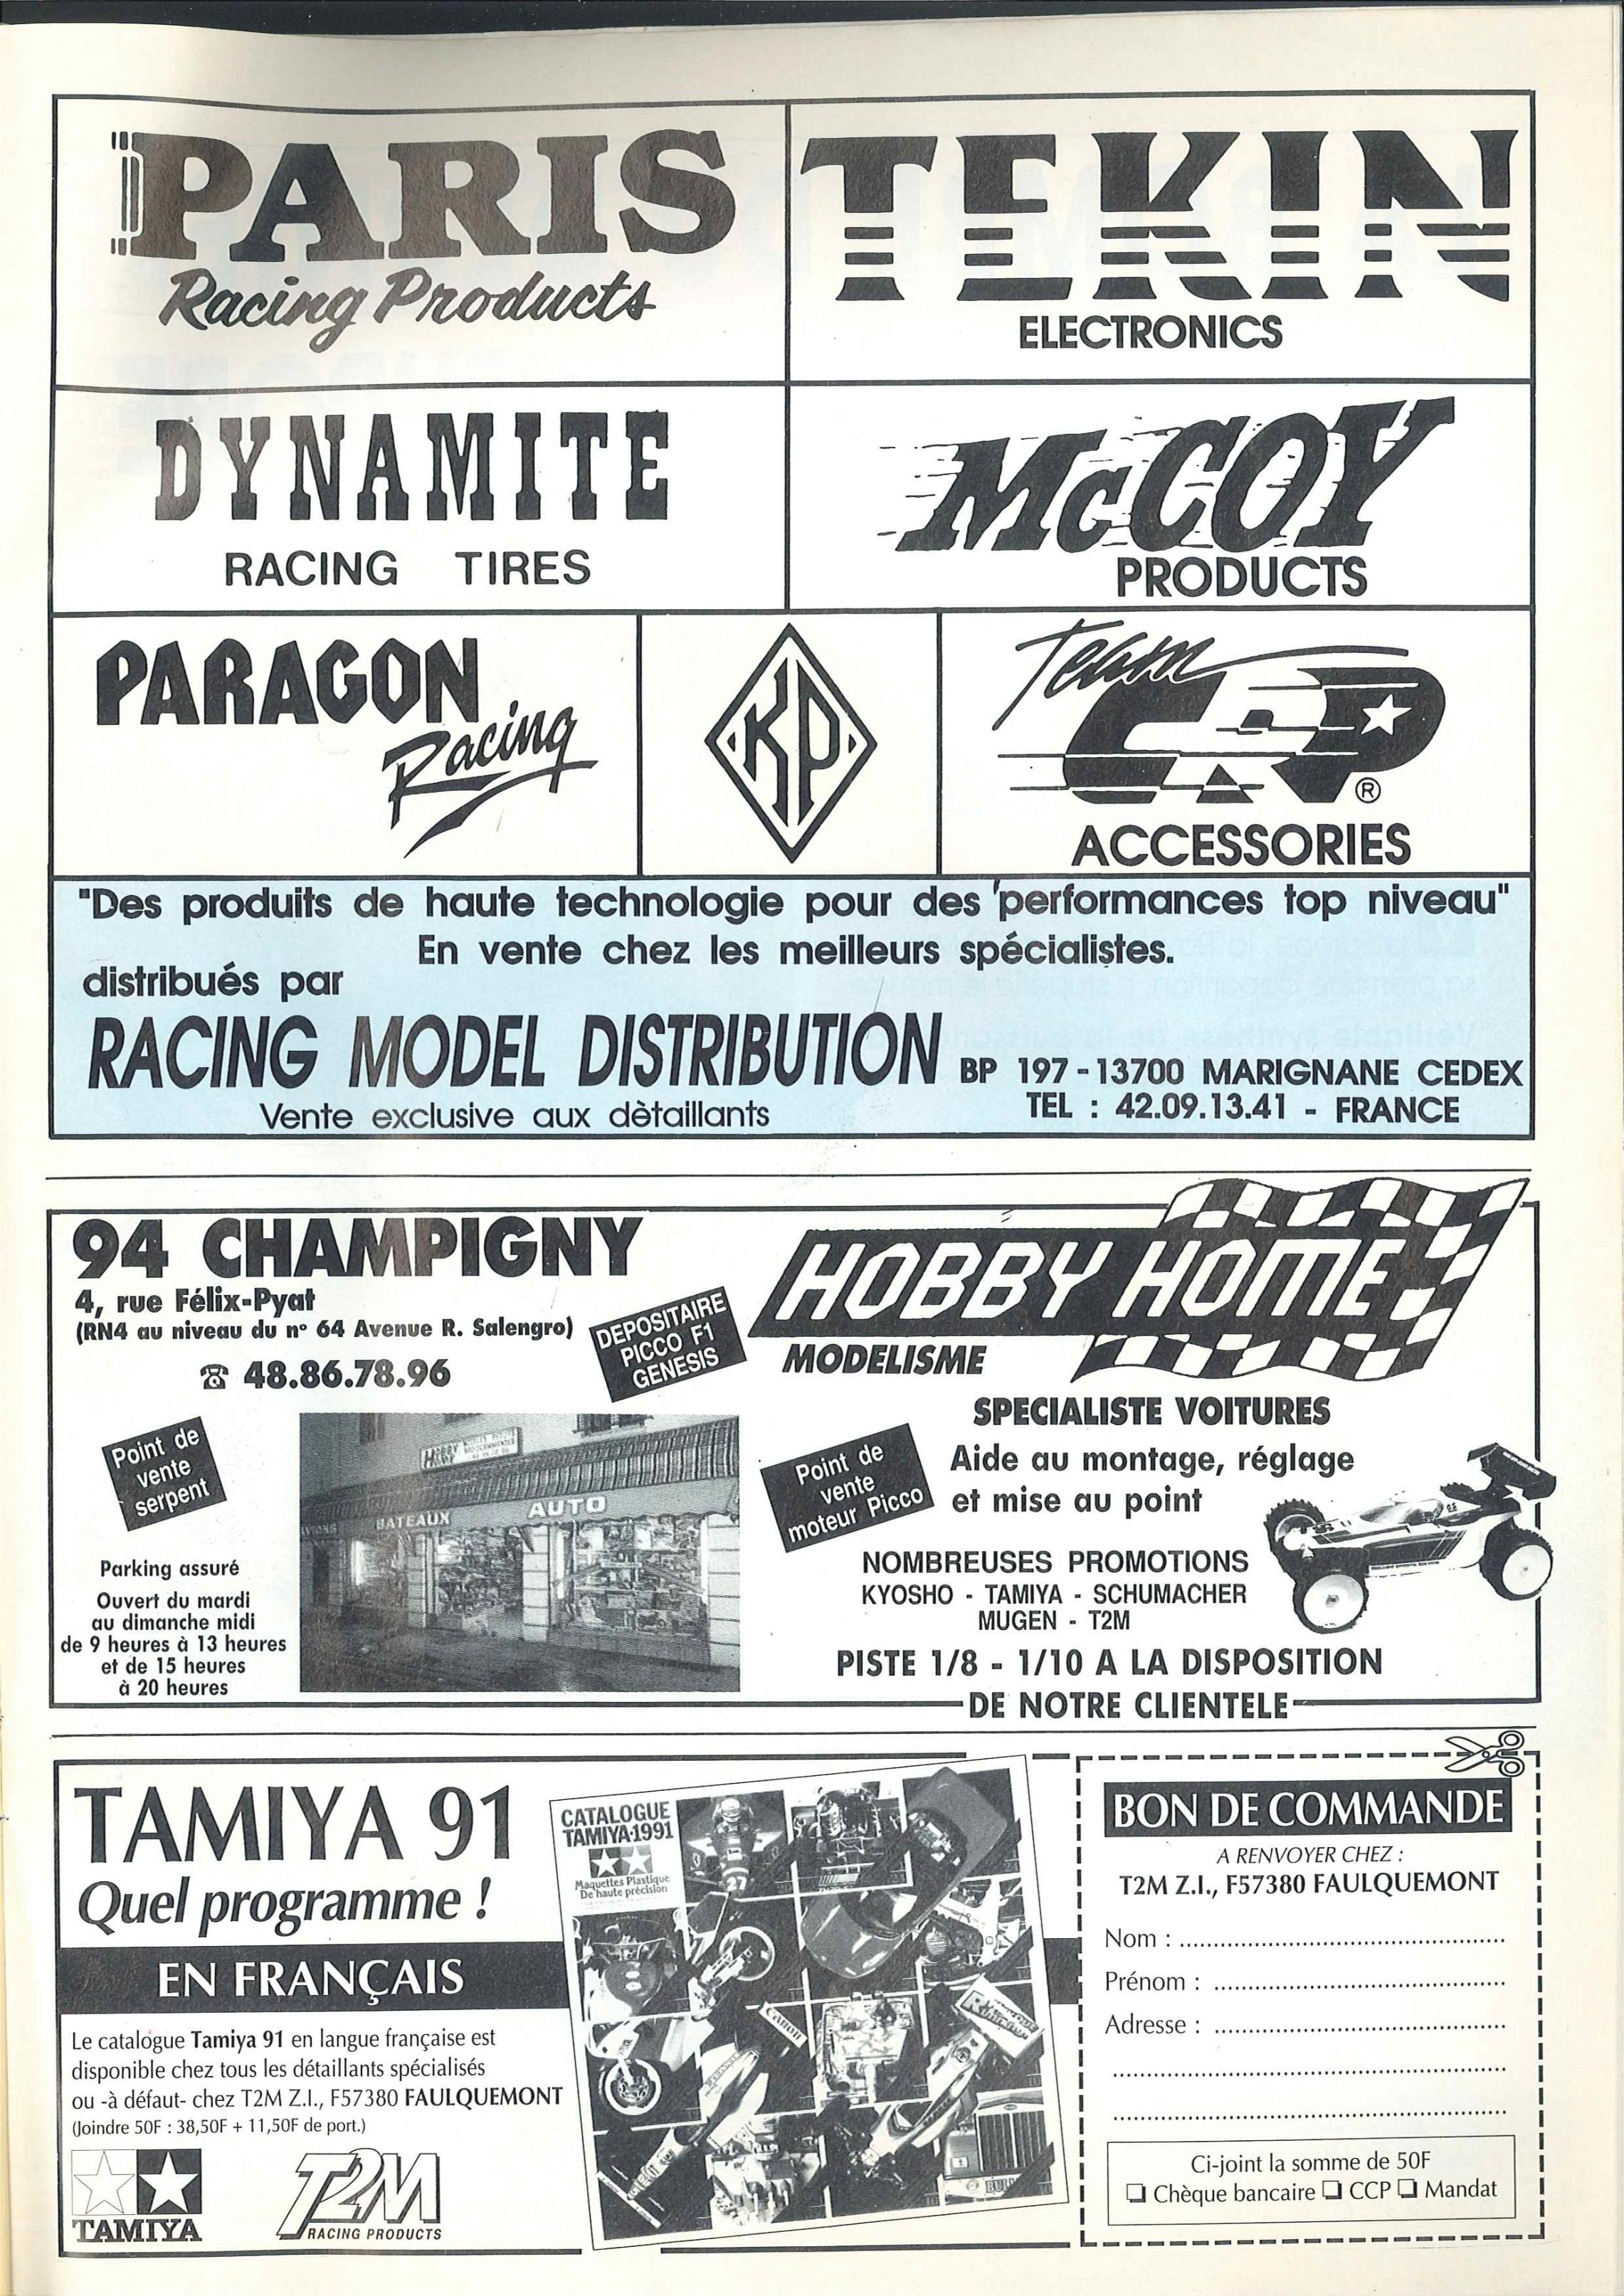 PARIS
Racing Products
TEKIN
ELECTRONICS
DYNAMITE
RACING TIRES
McCOY
PRODUCTS
PARAGON
Racing
KP
Team
CRP
®
ACCESSORIES
"Des produits de haute technologie pour des 'performances top niveau"
En vente chez les meilleurs spécialistes.
distribués par
RACING MODEL DISTRIBUTION BP 197 - 13700 MARIGNANE CEDEX
Vente exclusive aux dètaillants
TEL : 42.09.13.41 - FRANCE
94 CHAMPIGNY
4, rue Félix-Pyat
(RN4 au niveau du n° 64 Avenue R. Salengro)
☎ 48.86.78.96
DEPOSITAIRE
PICCO F1
GENESIS
HOBBY HOME
MODELISME
Point de
vente
serpent
BATEAUX
AUTO
Parking assuré
Ouvert du mardi
au dimanche midi
de 9 heures à 13 heures
et de 15 heures
à 20 heures
SPECIALISTE VOITURES
Point de
vente
moteur Picco
Aide au montage, réglage
et mise au point
NOMBREUSES PROMOTIONS
KYOSHO - TAMIYA - SCHUMACHER
MUGEN - T2M
PISTE 1/8 - 1/10 A LA DISPOSITION
DE NOTRE CLIENTELE
TAMIYA 91
Quel programme !
EN FRANÇAIS
Le catalogue Tamiya 91 en langue française est
disponible chez tous les détaillants spécialisés
ou -à défaut- chez T2M Z.I., F57380 FAULQUEMONT
(Joindre 50F : 38,50F + 11,50F de port.)
TAMIYA
T2M
RACING PRODUCTS
CATALOGUE
TAMIYA·1991
Maquettes Plastique
De haute précision
27
Canon
BULL
BON DE COMMANDE
A RENVOYER CHEZ :
T2M Z.I., F57380 FAULQUEMONT
Nom : ..........
Prénom : ..........
Adresse : ..........
Ci-joint la somme de 50F
❏ Chèque bancaire ❏ CCP ❏ Mandat